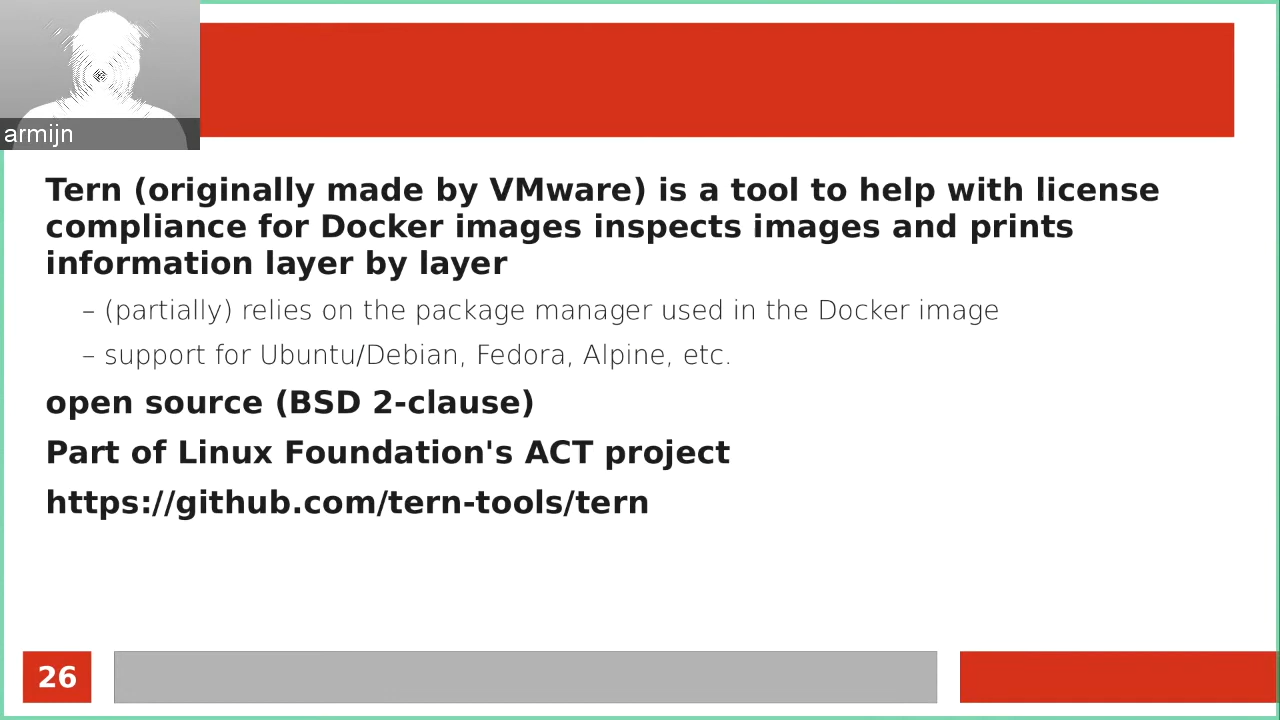 armijn
Tern (originally made by VMware) is a tool to help with license
compliance for Docker images inspects images and prints
information layer by layer
– (partially) relies on the package manager used in the Docker image
– support for Ubuntu/Debian, Fedora, Alpine, etc.
open source (BSD 2-clause)
Part of Linux Foundation's ACT project
https://github.com/tern-tools/tern
26